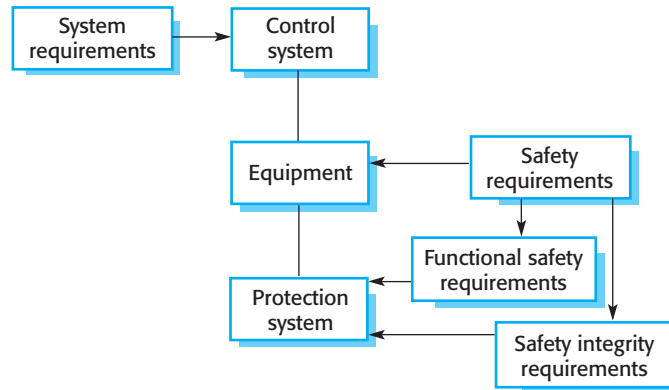 System
requirements
Control
system
Equipment
Safety
requirements
Functional safety
requirements
Protection
system
Safety integrity
requirements